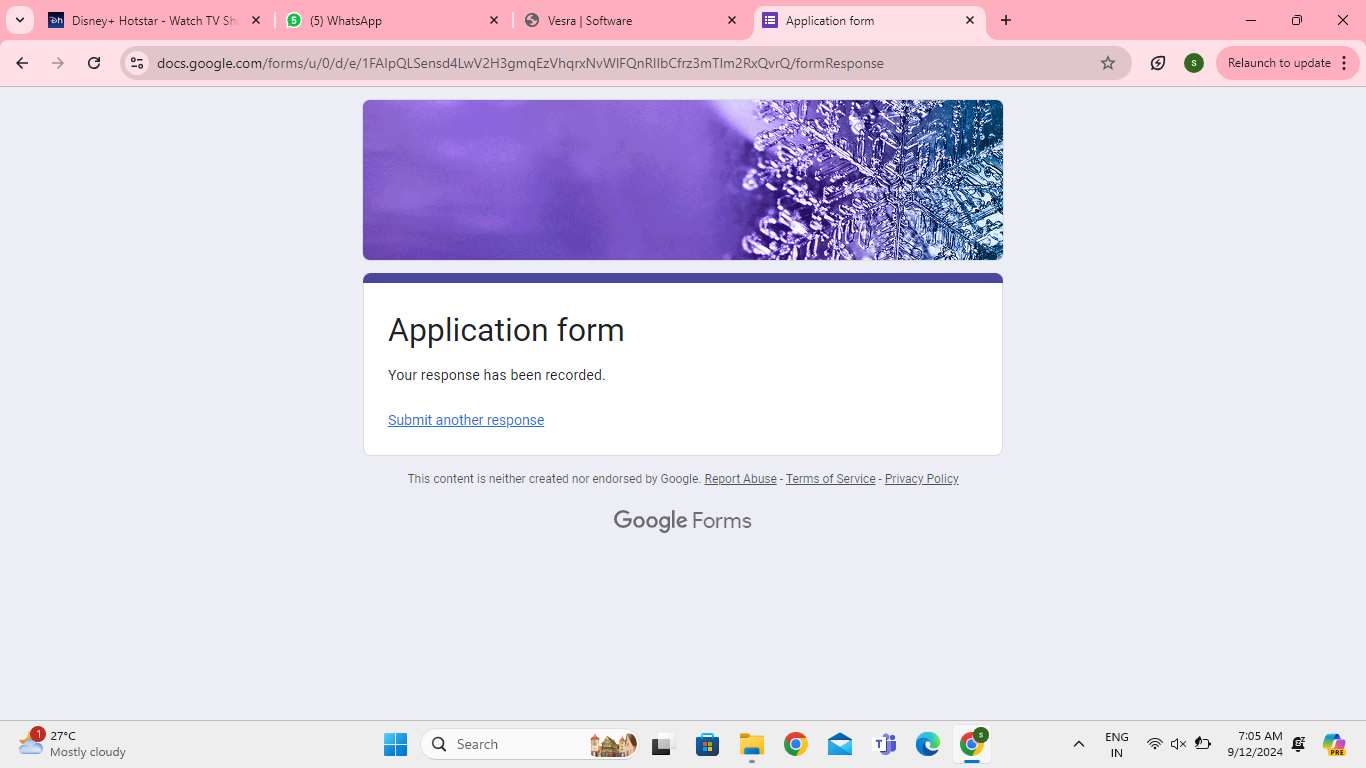 Disney+ Hotstar - Watch TV Sho
(5) WhatsApp
Vesra | Software
Application form
docs.google.com/forms/u/0/d/e/1FAIpQLSensd4LwV2H3gmqEzVhqrxNvWIFQnRIIbCfrz3mTIm2RxQvrQ/formResponse
S
Relaunch to update
Application form
Your response has been recorded.
Submit another response
This content is neither created nor endorsed by Google. Report Abuse - Terms of Service - Privacy Policy
Google Forms
1
27°C
Mostly cloudy
Search
S
ENG
IN
7:05 AM
9/12/2024
PRE